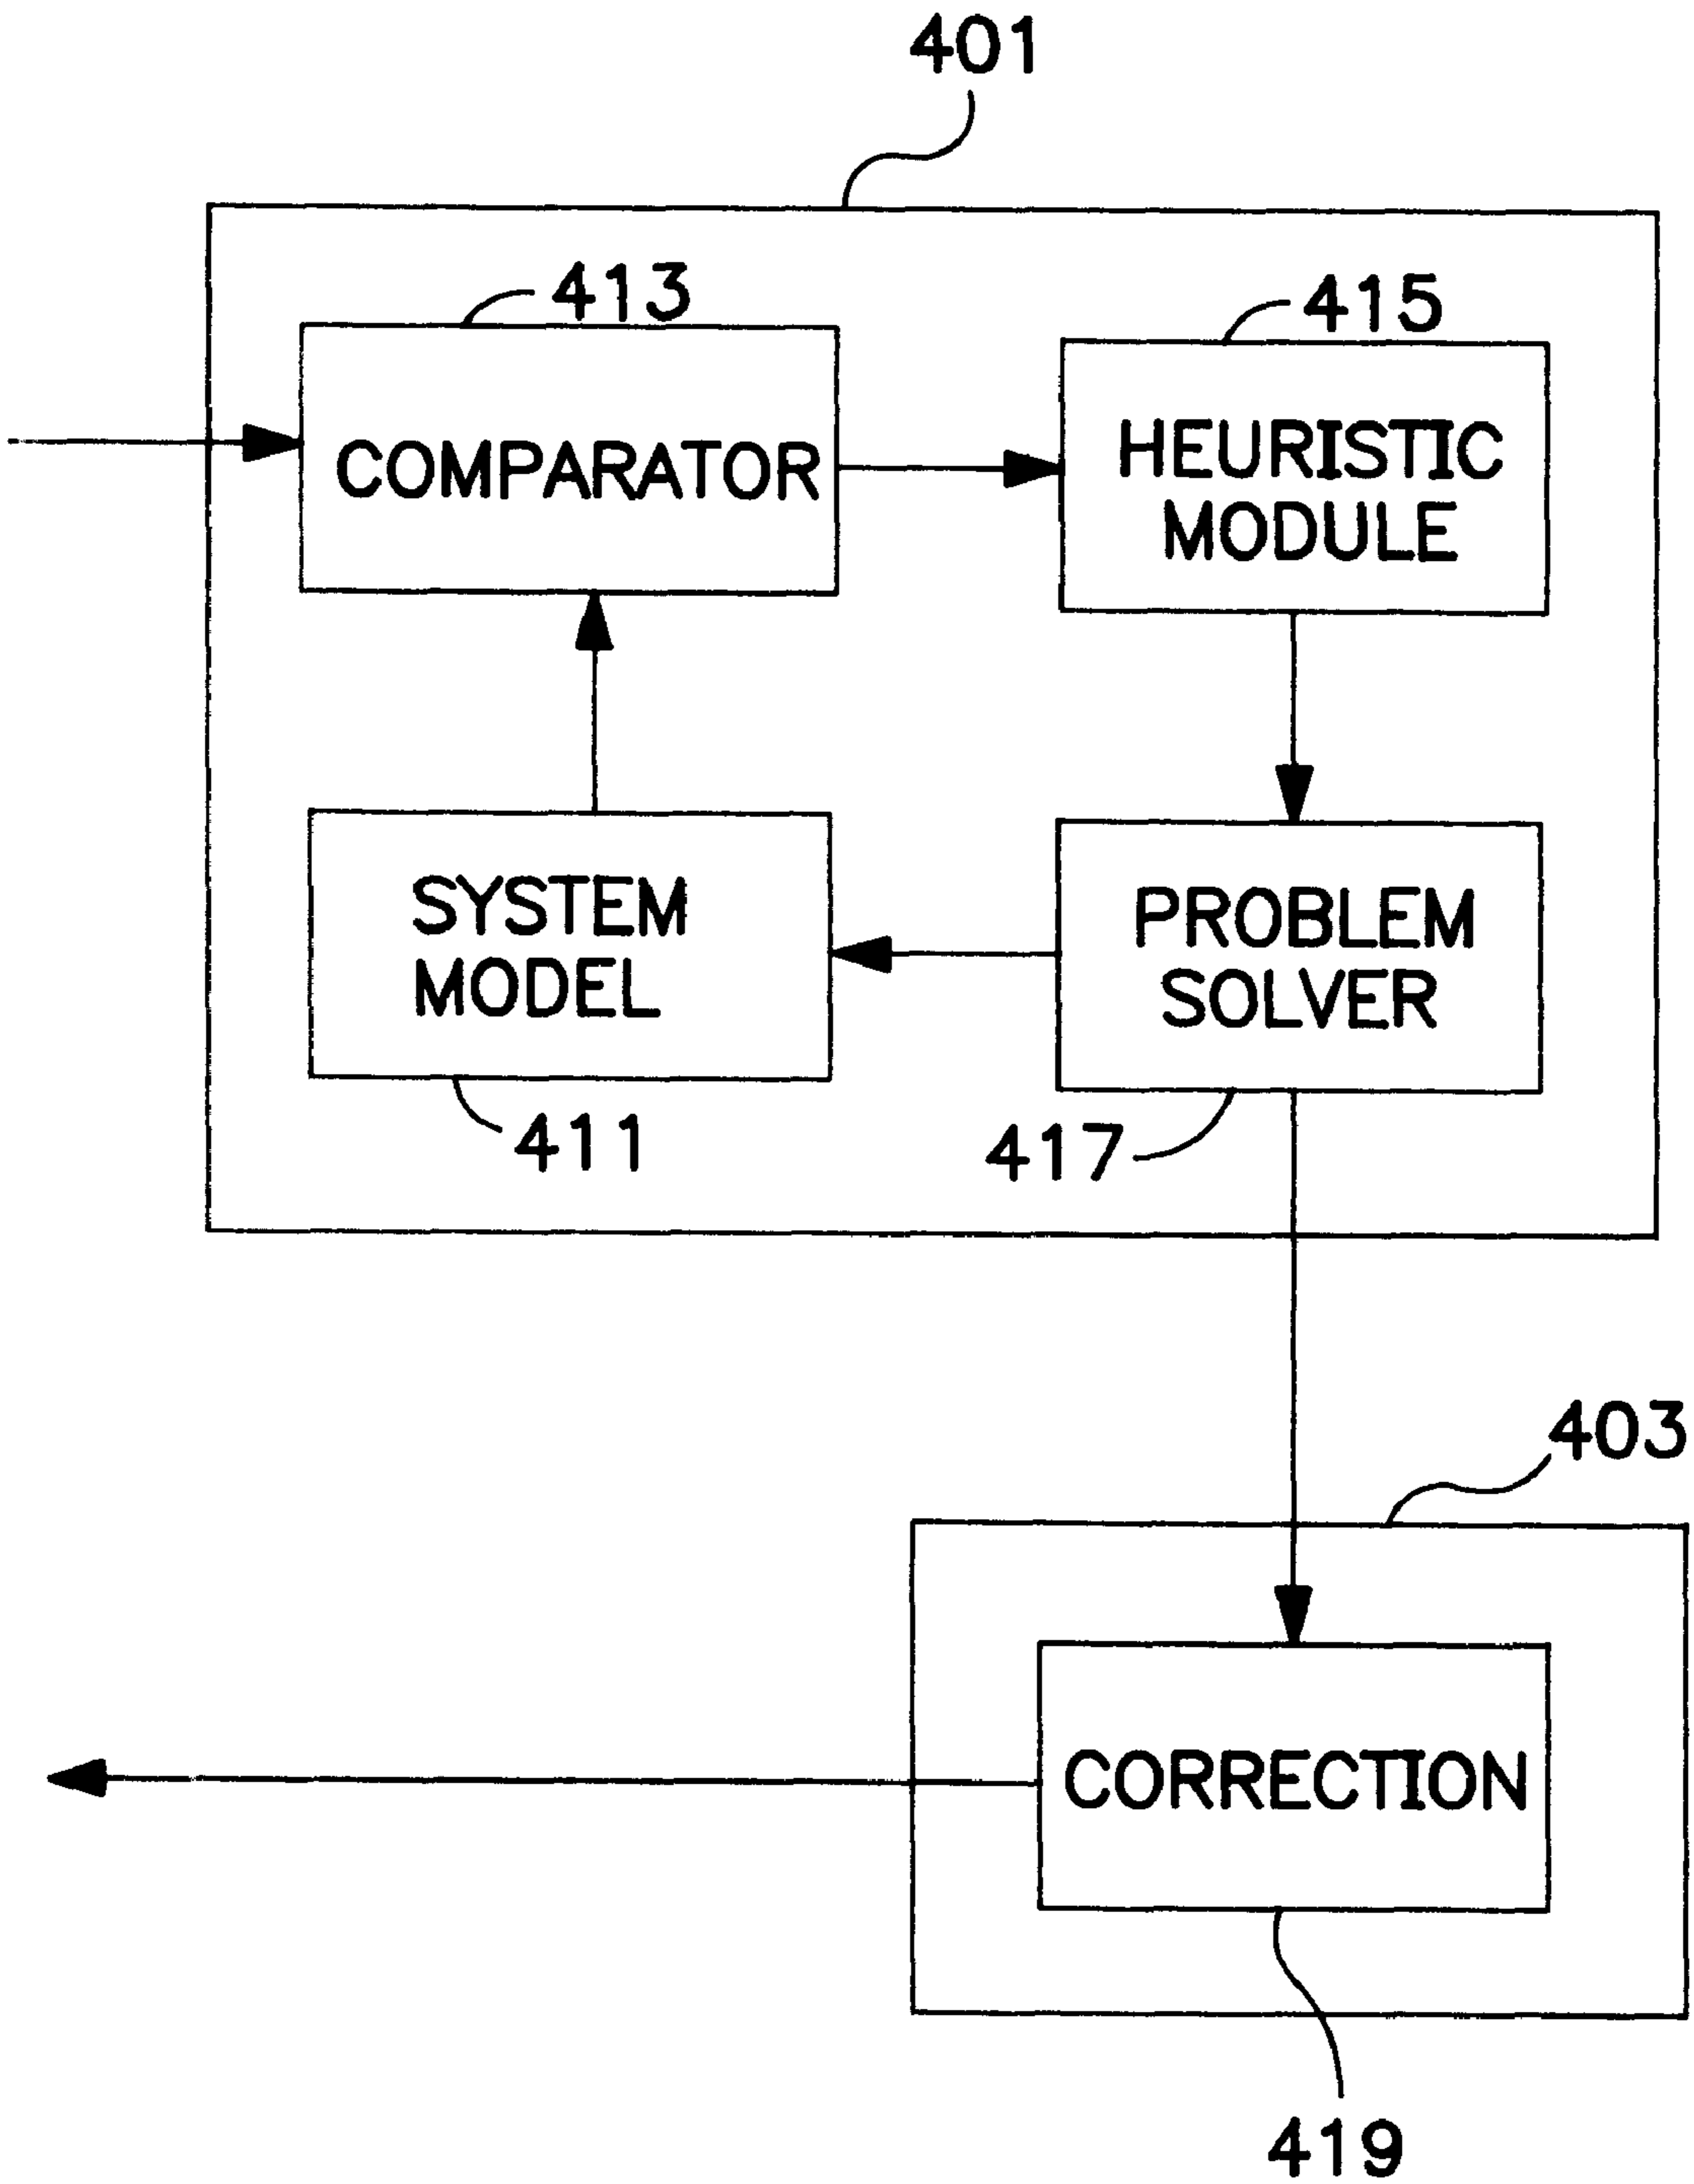 401
413
415
COMPARATOR
HEURISTIC
MODULE
SYSTEM
MODEL
PROBLEM
SOLVER
411
417
403
CORRECTION
419